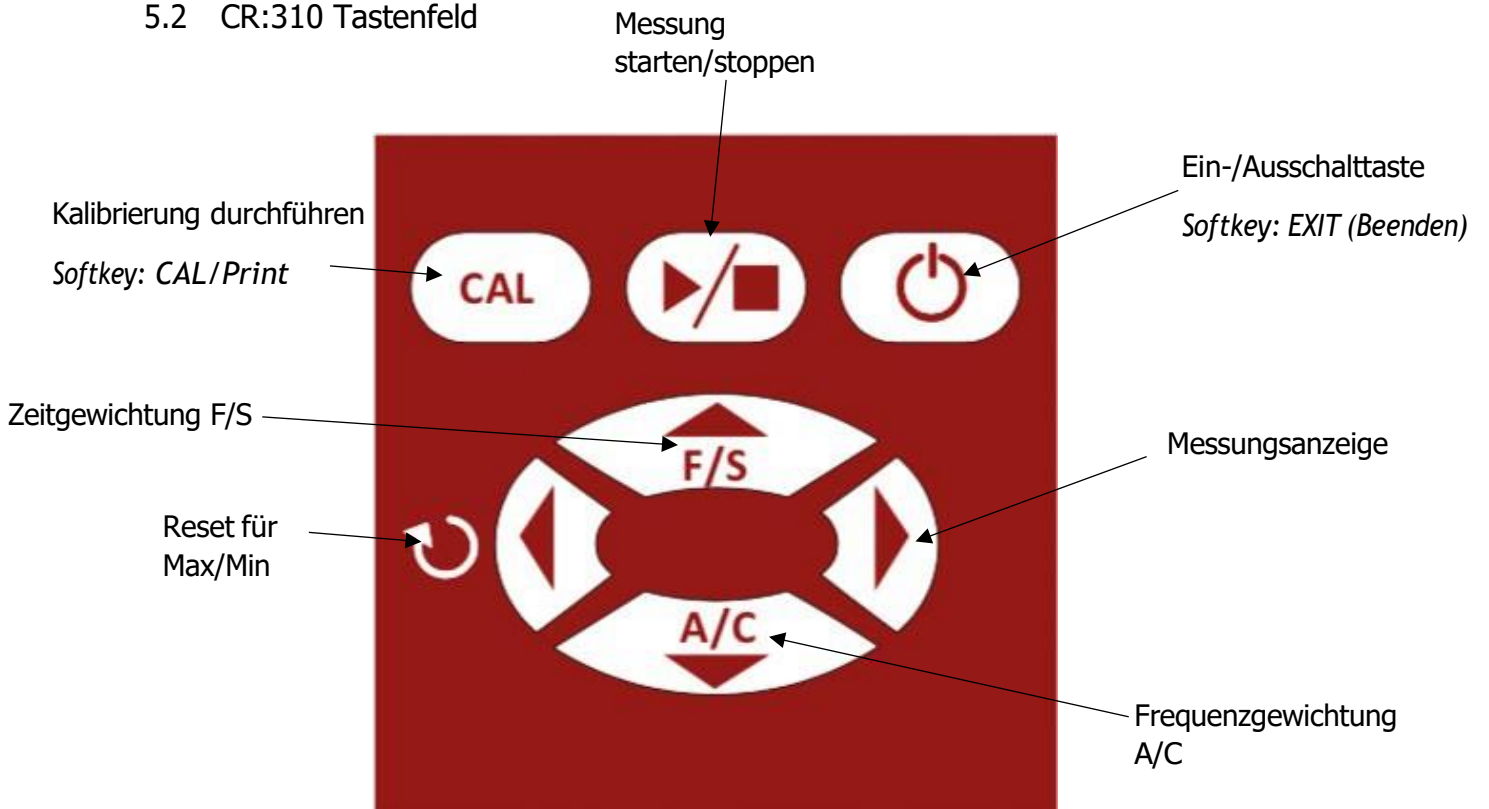 5.2 CR:310 Tastenfeld
Messung
starten/stoppen
Ein-/Ausschalttaste
Softkey: EXIT (Beenden)
Kalibrierung durchführen
Softkey: CAL/Print
CAL
Zeitgewichtung F/S
F/S
Messungsanzeige
Reset für
Max/Min
A/C
Frequenzgewichtung
A/C